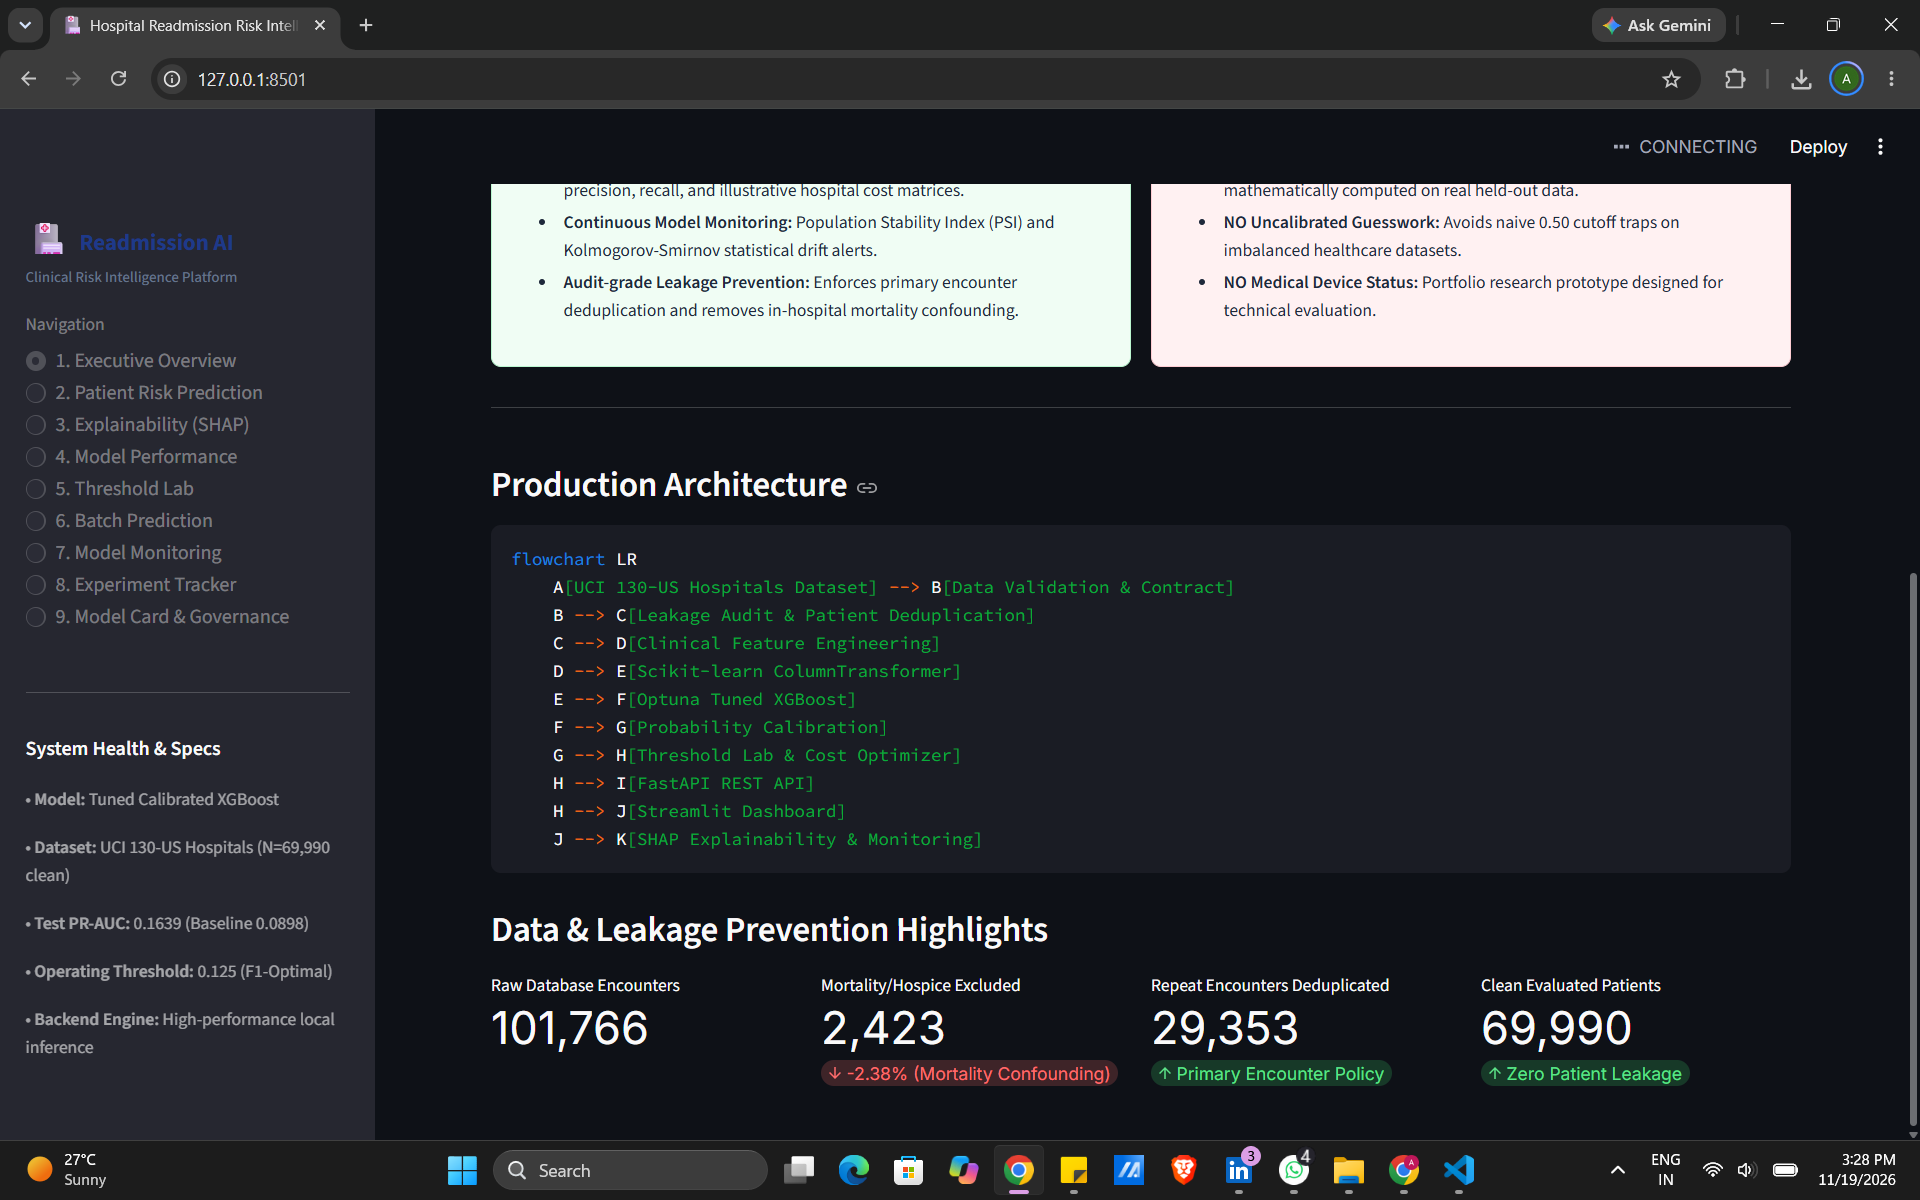 Hospital Readmission Risk Intel
Ask Gemini
127.0.0.1:8501
A
CONNECTING
Deploy
Readmission AI
Clinical Risk Intelligence Platform
Navigation
1. Executive Overview
2. Patient Risk Prediction
3. Explainability (SHAP)
4. Model Performance
5. Threshold Lab
6. Batch Prediction
7. Model Monitoring
8. Experiment Tracker
9. Model Card & Governance
System Health & Specs
• Model: Tuned Calibrated XGBoost
• Dataset: UCI 130-US Hospitals (N=69,990
clean)
• Test PR-AUC: 0.1639 (Baseline 0.0898)
• Operating Threshold: 0.125 (F1-Optimal)
• Backend Engine: High-performance local
inference
precision, recall, and illustrative hospital cost matrices.
• Continuous Model Monitoring: Population Stability Index (PSI) and
Kolmogorov-Smirnov statistical drift alerts.
• Audit-grade Leakage Prevention: Enforces primary encounter
deduplication and removes in-hospital mortality confounding.
mathematically computed on real held-out data.
• NO Uncalibrated Guesswork: Avoids naive 0.50 cutoff traps on
imbalanced healthcare datasets.
• NO Medical Device Status: Portfolio research prototype designed for
technical evaluation.
Production Architecture
flowchart LR
A[UCI 130-US Hospitals Dataset] --> B[Data Validation & Contract]
B --> C[Leakage Audit & Patient Deduplication]
C --> D[Clinical Feature Engineering]
D --> E[Scikit-learn ColumnTransformer]
E --> F[Optuna Tuned XGBoost]
F --> G[Probability Calibration]
G --> H[Threshold Lab & Cost Optimizer]
H --> I[FastAPI REST API]
H --> J[Streamlit Dashboard]
J --> K[SHAP Explainability & Monitoring]
Data & Leakage Prevention Highlights
Raw Database Encounters
101,766
Mortality/Hospice Excluded
2,423
↓ -2.38% (Mortality Confounding)
Repeat Encounters Deduplicated
29,353
↑ Primary Encounter Policy
Clean Evaluated Patients
69,990
↑ Zero Patient Leakage
27°C
Sunny
Search
3
4
A
ENG
IN
3:28 PM
11/19/2026